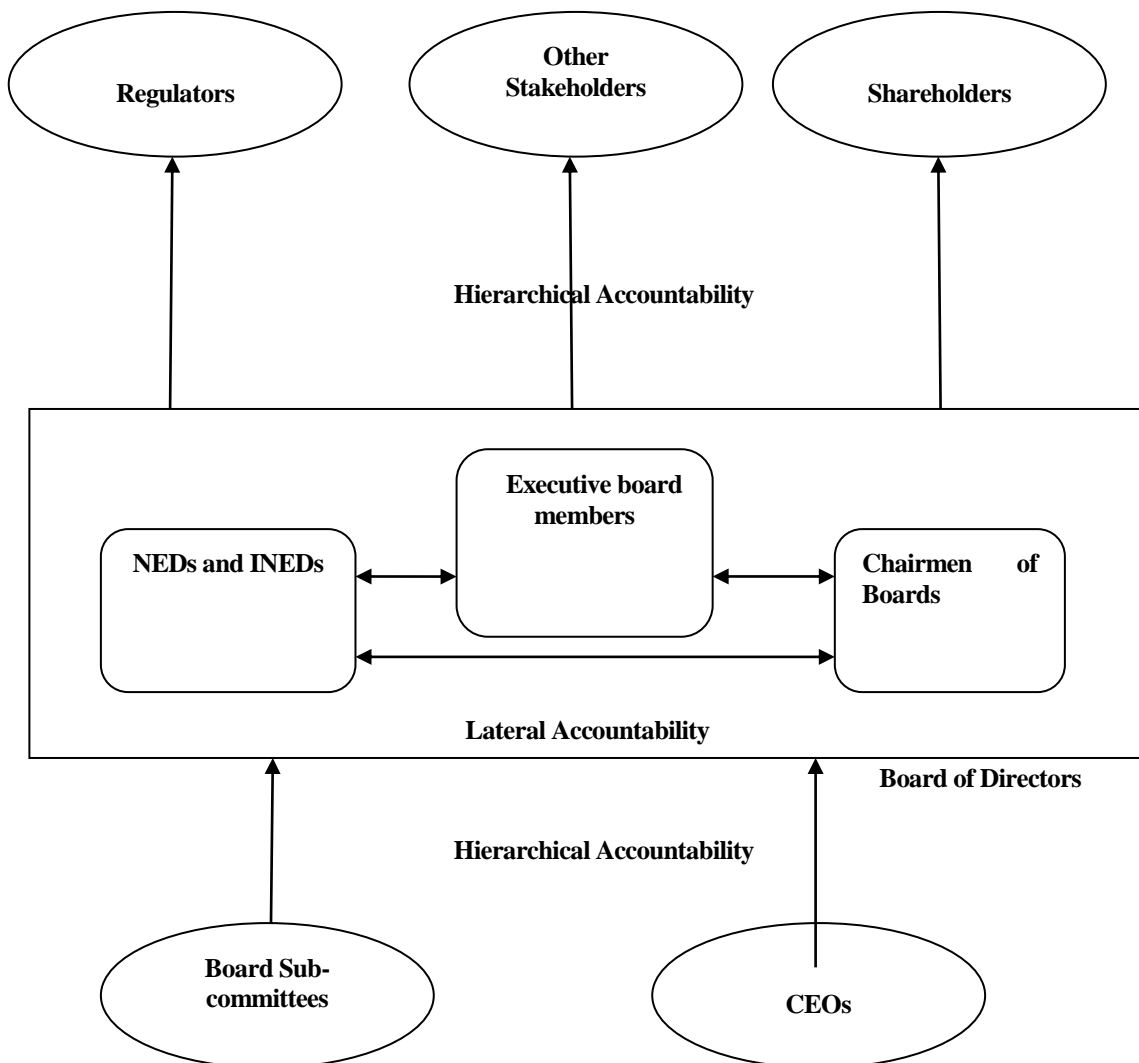 Regulators
Other
Stakeholders
Shareholders
Hierarchical Accountability
Executive board
members
NEDs and INEDs
Chairmen of
Boards
Lateral Accountability
Board of Directors
Hierarchical Accountability
Board Sub-
committees
CEOs